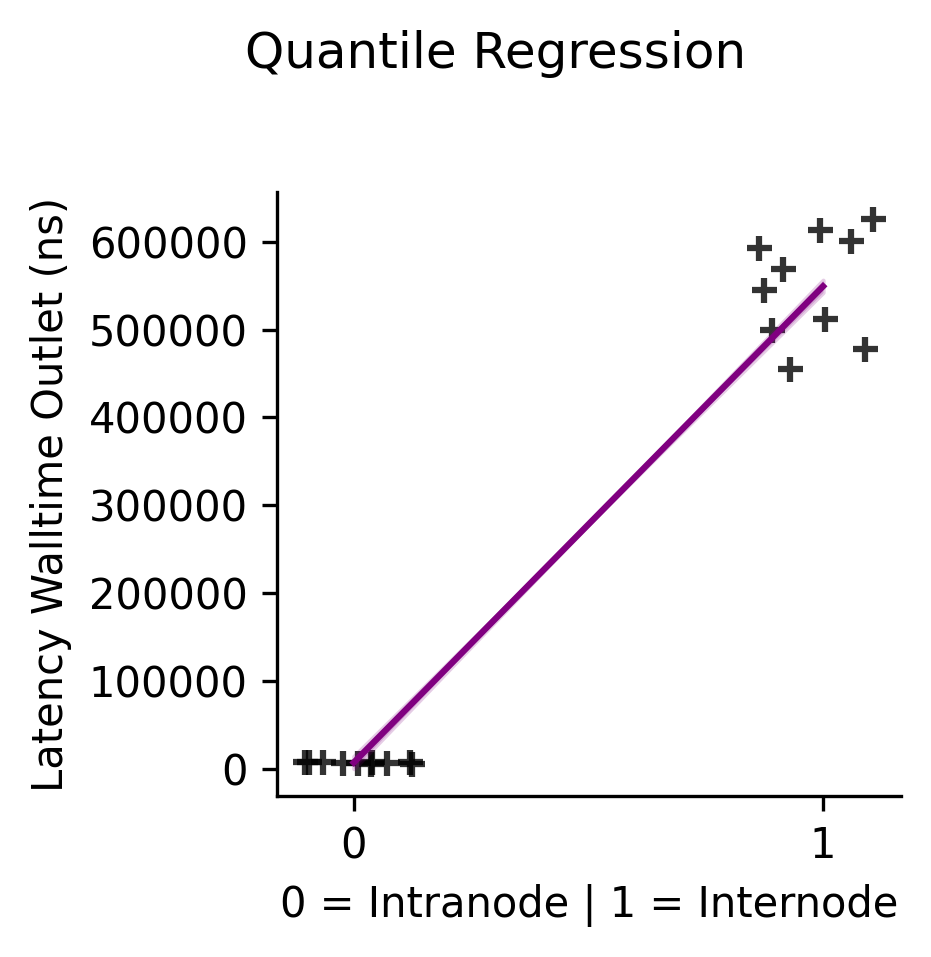 Quantile Regression
Latency Walltime Outlet (ns)
600000
500000
400000
300000
200000
100000
0
0 1
0 = Intranode | 1 = Internode